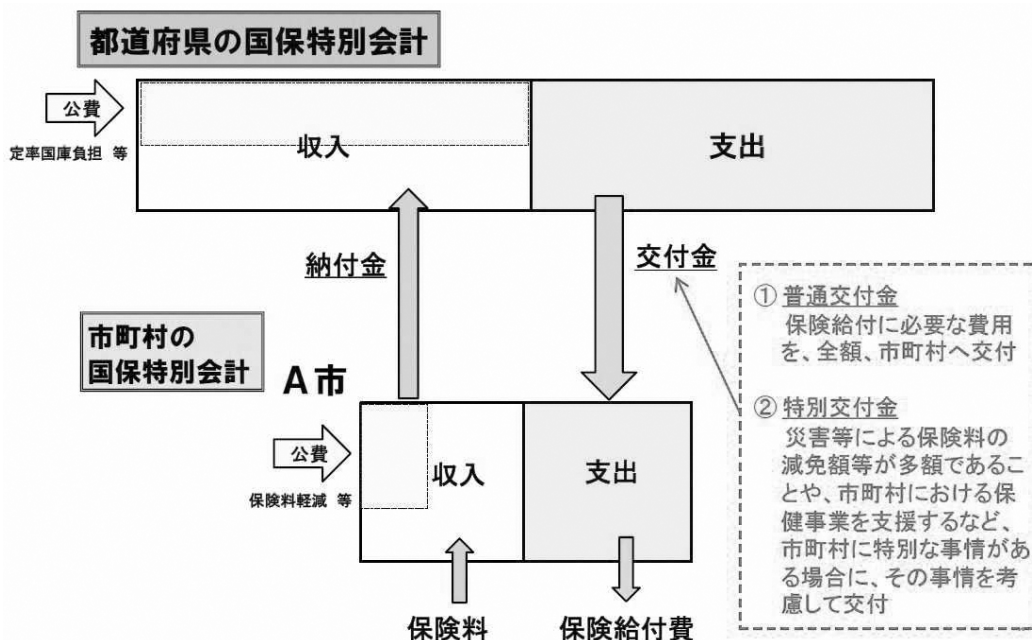 都道府県の国保特別会計
公費
定率国庫負担 等
収入
支出
納付金
交付金
市町村の
国保特別会計
A市
公費
保険料軽減 等
収入
支出
保険料
保険給付費
① 普通交付金
保険給付に必要な費用
を、全額、市町村へ交付
② 特別交付金
災害等による保険料の
減免額等が多額であるこ
とや、市町村における保
健事業を支援するなど、
市町村に特別な事情があ
る場合に、その事情を考
慮して交付